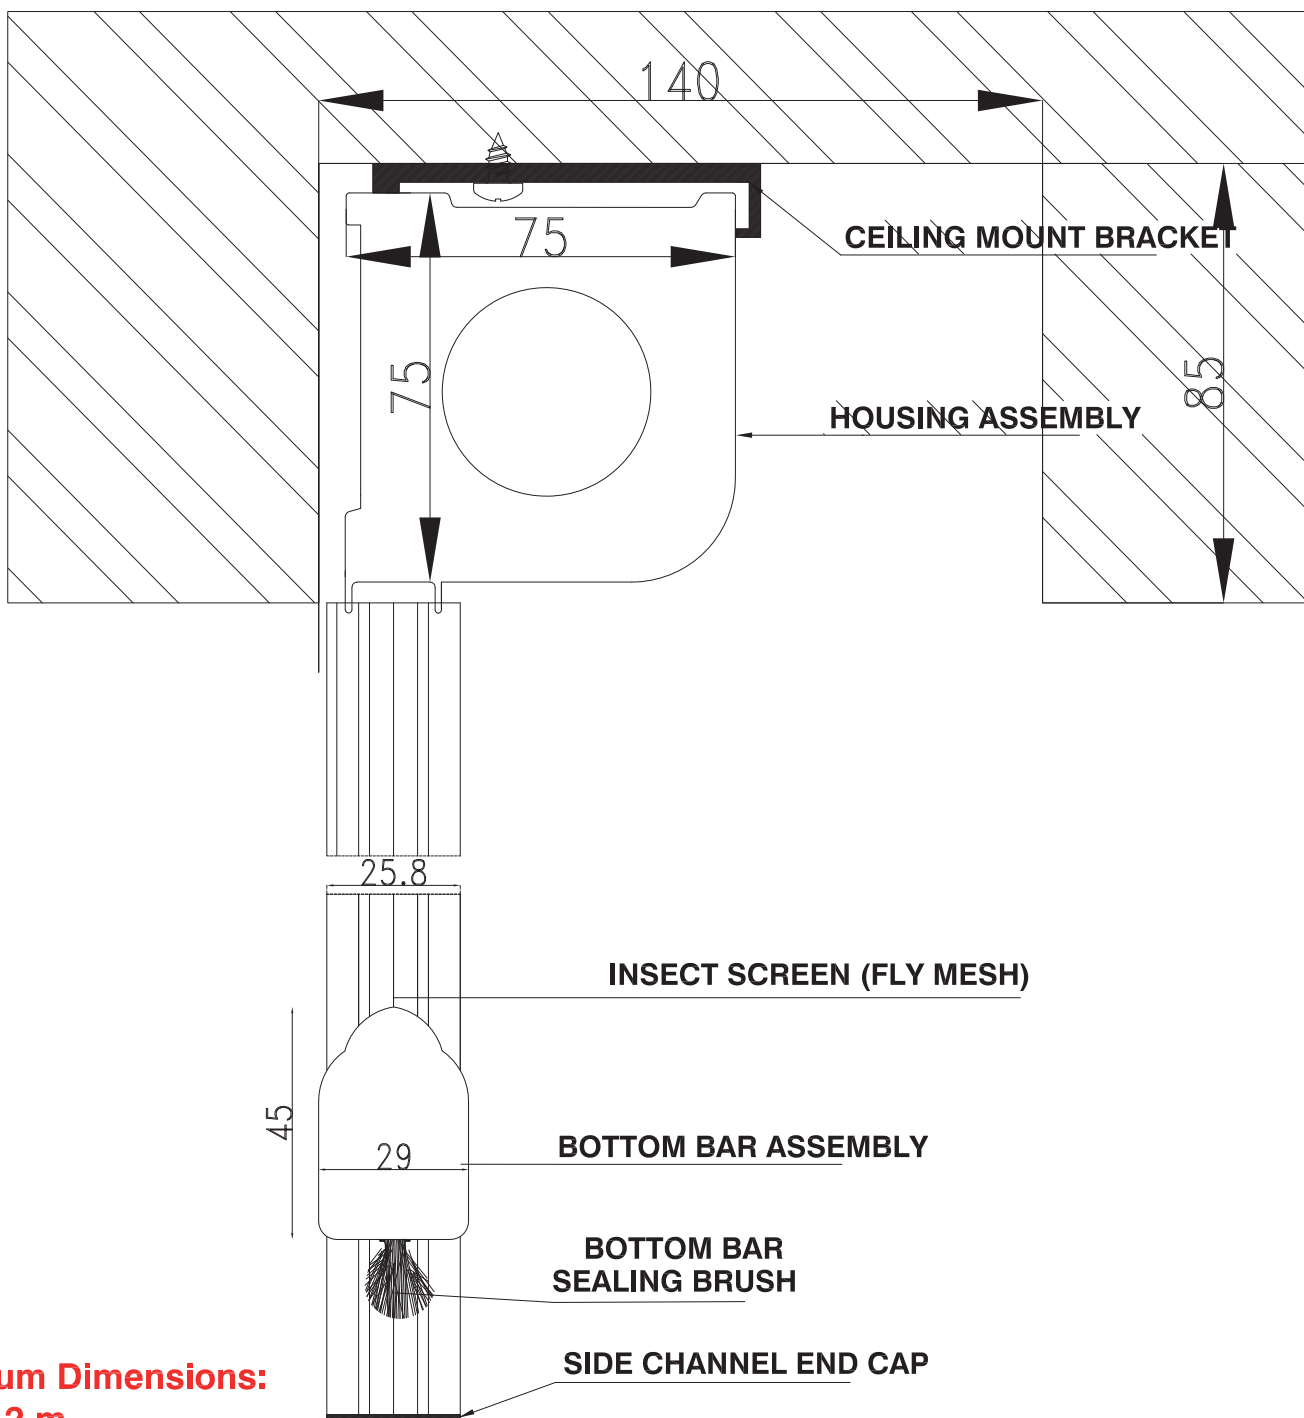 140
75
CEILING MOUNT BRACKET
75
85
HOUSING ASSEMBLY
25.8
INSECT SCREEN (FLY MESH)
45
29
BOTTOM BAR ASSEMBLY
BOTTOM BAR
SEALING BRUSH
SIDE CHANNEL END CAP
um Dimensions:
m